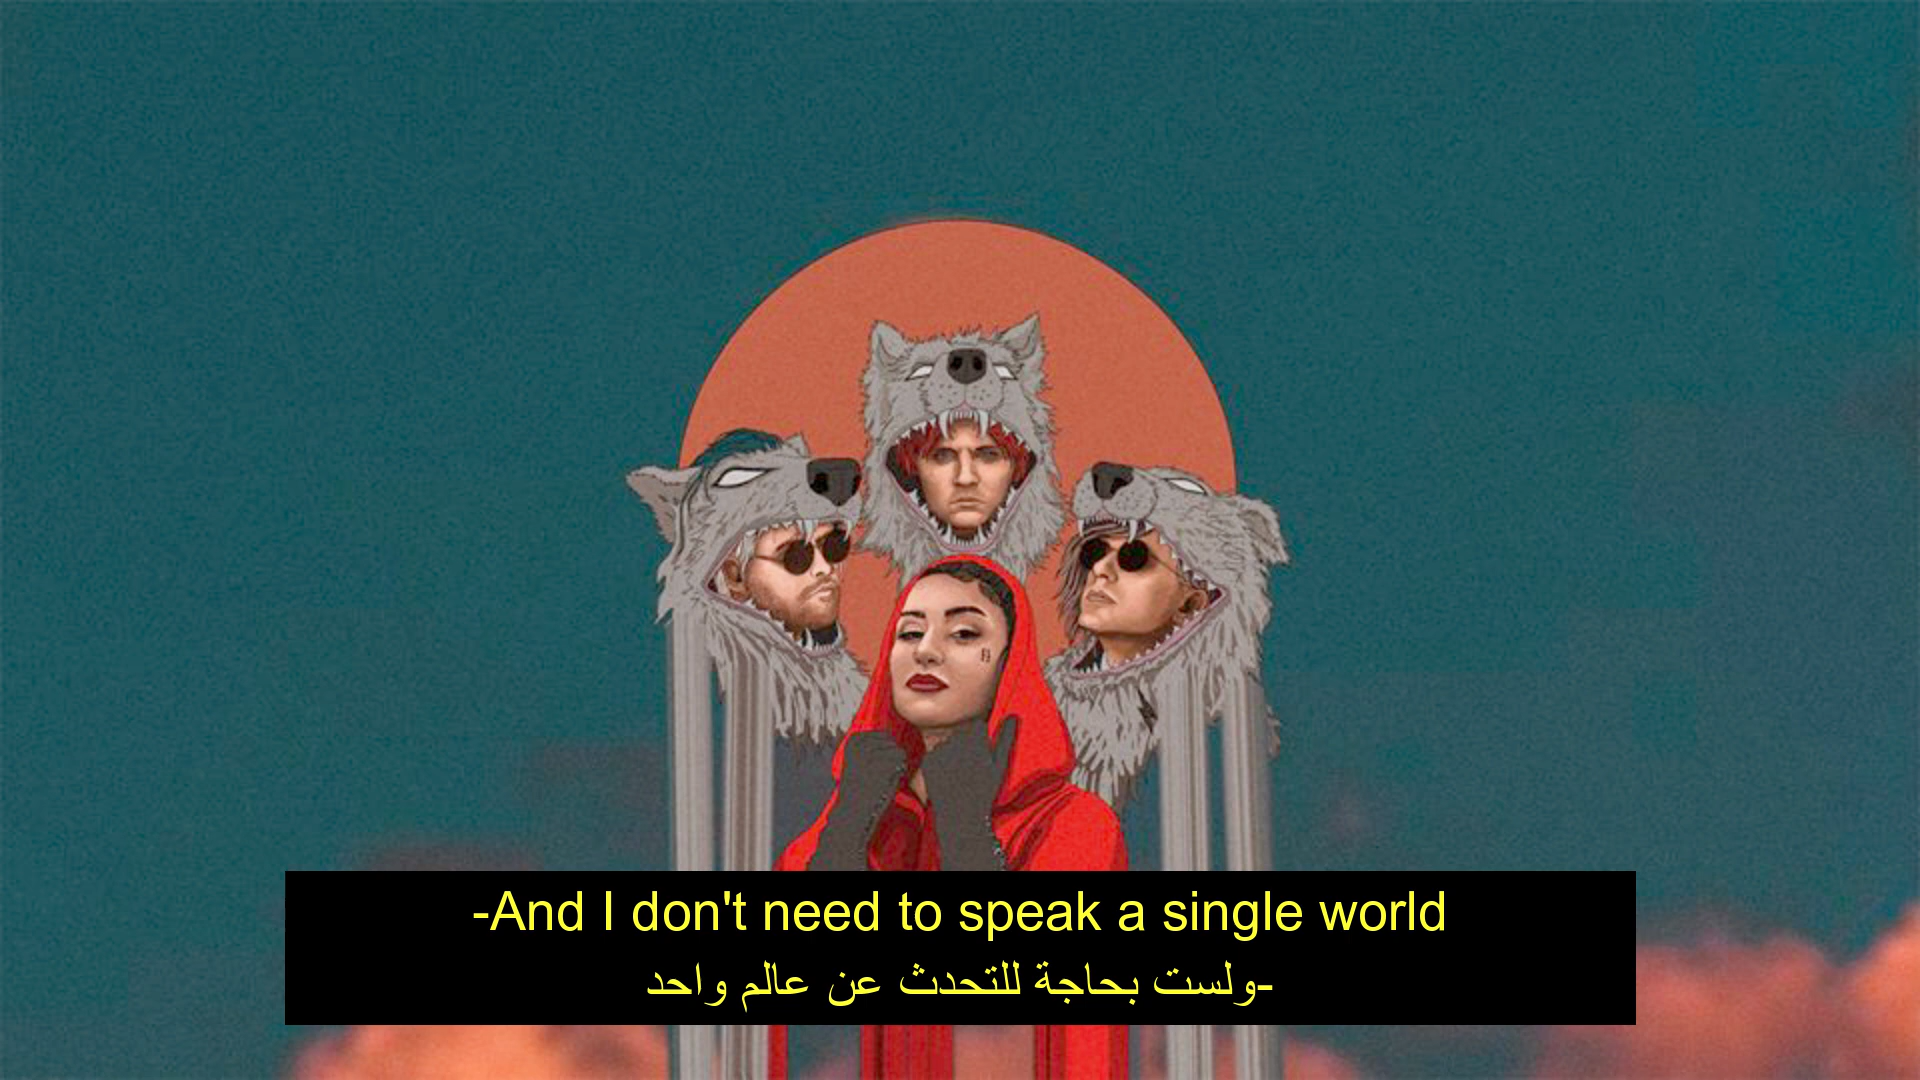 -And I don't need to speak a single world
-ولست بحاجة للتحدث عن عالم واحد